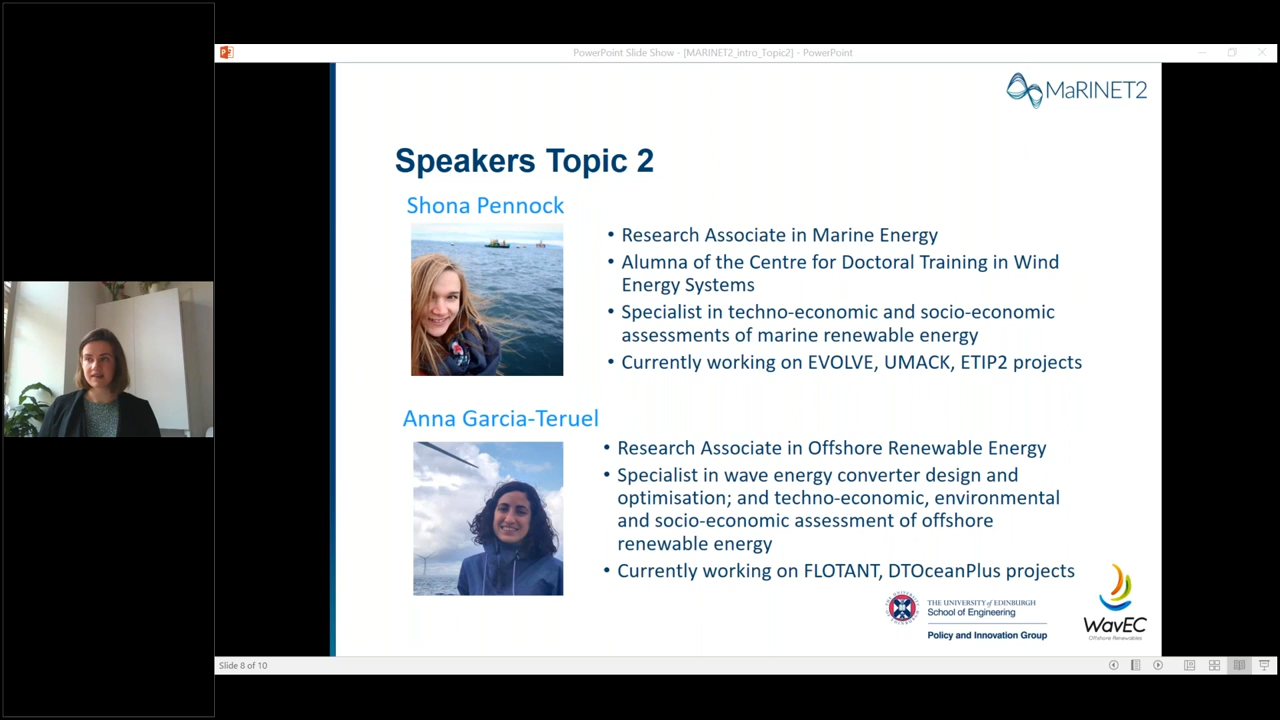 PowerPoint Slide Show - [MARINET2_intro_Topic2] - PowerPoint
MaRINET2
Speakers Topic 2
Shona Pennock
• Research Associate in Marine Energy
• Alumna of the Centre for Doctoral Training in Wind
Energy Systems
• Specialist in techno-economic and socio-economic
assessments of marine renewable energy
• Currently working on EVOLVE, UMACK, ETIP2 projects
Anna Garcia-Teruel
• Research Associate in Offshore Renewable Energy
• Specialist in wave energy converter design and
optimisation; and techno-economic, environmental
and socio-economic assessment of offshore
renewable energy
• Currently working on FLOTANT, DTOceanPlus projects
THE UNIVERSITY of EDINBURGH
School of Engineering
Policy and Innovation Group
WavEC
Offshore Renewables
Slide 8 of 10